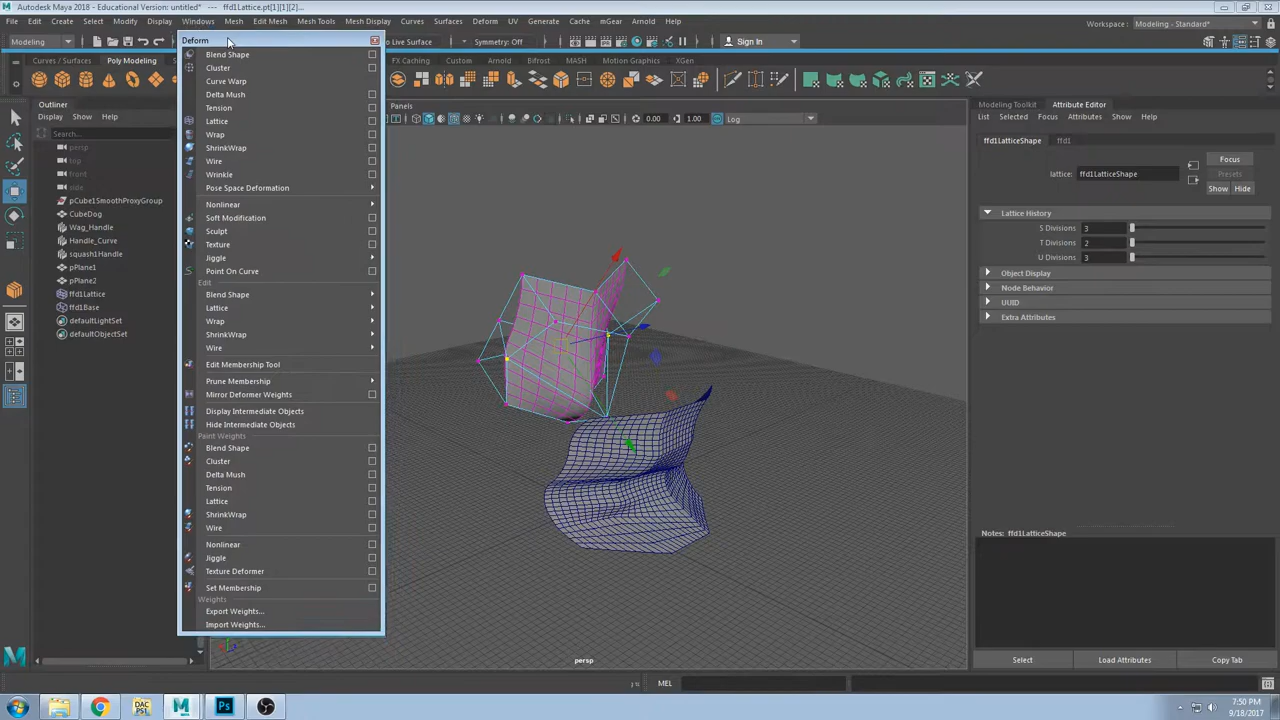 Autodesk Maya 2018 - Educational Version: untitled* --- ffd1Lattice.pt[1][1][2]...
File Edit Create Select Modify Display Windows Mesh Edit Mesh Mesh Tools Mesh Display Curves Surfaces Deform UV Generate Cache mGear Arnold Help
Workspace : Modeling - Standard*
Modeling
to Live Surface
Symmetry: Off
Sign In
Curves / Surfaces
Poly Modeling
FX Caching
Custom
Arnold
Bifrost
MASH
Motion Graphics
XGen
Outliner
Display Show Help
Search...
persp
top
front
side
pCube1SmoothProxyGroup
CubeDog
Wag_Handle
Handle_Curve
squash1Handle
pPlane1
pPlane2
ffd1Lattice
ffd1Base
defaultLightSet
defaultObjectSet
Deform
Blend Shape
Cluster
Curve Warp
Delta Mush
Tension
Lattice
Wrap
ShrinkWrap
Wire
Wrinkle
Pose Space Deformation
Nonlinear
Soft Modification
Sculpt
Texture
Jiggle
Point On Curve
Edit
Blend Shape
Lattice
Wrap
ShrinkWrap
Wire
Edit Membership Tool
Prune Membership
Mirror Deformer Weights
Display Intermediate Objects
Hide Intermediate Objects
Paint Weights
Blend Shape
Cluster
Delta Mush
Tension
Lattice
ShrinkWrap
Wire
Nonlinear
Jiggle
Texture Deformer
Set Membership
Weights
Export Weights...
Import Weights...
Panels
0.00
1.00
Log
persp
Modeling Toolkit
Attribute Editor
List Selected Focus Attributes Show Help
ffd1LatticeShape
ffd1
Focus
Presets
Show
Hide
lattice: ffd1LatticeShape
Lattice History
S Divisions 3
T Divisions 2
U Divisions 3
Object Display
Node Behavior
UUID
Extra Attributes
Notes: ffd1LatticeShape
Select
Load Attributes
Copy Tab
MEL
DAC
PSL
Ps
7:50 PM
9/18/2017